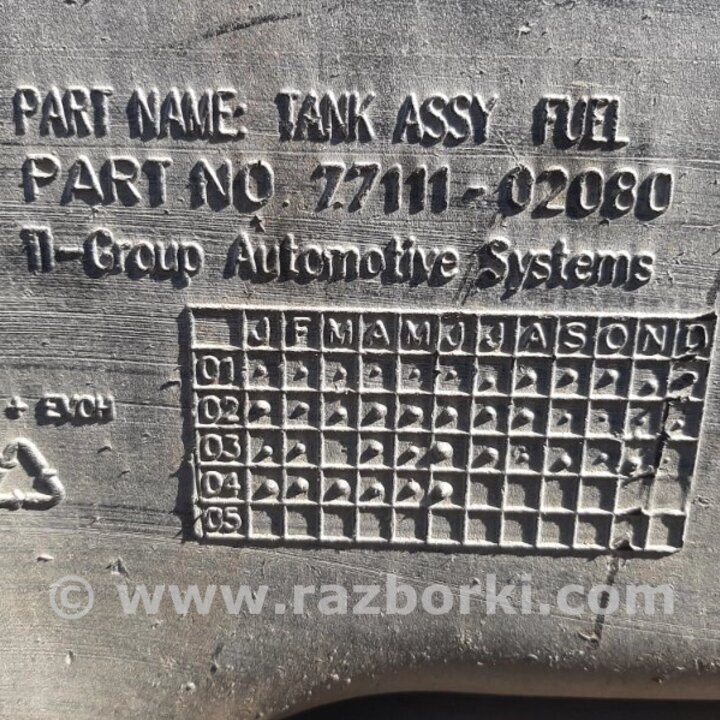 PART NAME: TANK ASSY FUEL
PART NO. 77111-02080
TI-Group Automotive Systems
J F M A M J J A S O N D
01
02
+ EVOH
03
04
05
© www.razborki.com